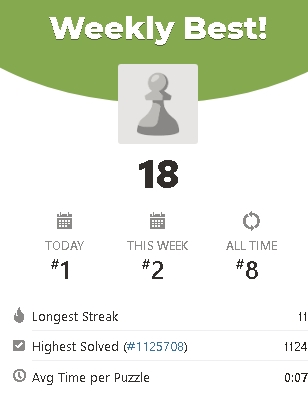 Weekly Best!
18
TODAY
THIS WEEK
ALL TIME
#1
#2
#8
Longest Streak 11
Highest Solved (#1125708) 1124
Avg Time per Puzzle 0:07